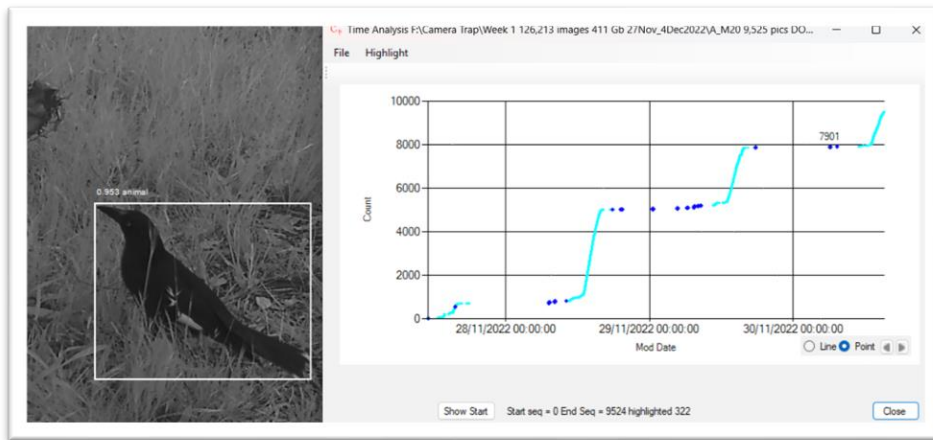 0.953 animal
Time Analysis F:\Camera Trap\Week 1 126,213 images 411 Gb 27Nov_4Dec2022\A_M20 9,525 pics DO...
File Highlight
10000
8000
6000
4000
2000
0
Count
7901
28/11/2022 00:00:00 29/11/2022 00:00:00 30/11/2022 00:00:00
Mod Date
Line Point
Show Start Start seq = 0 End Seq = 9524 highlighted 322 Close